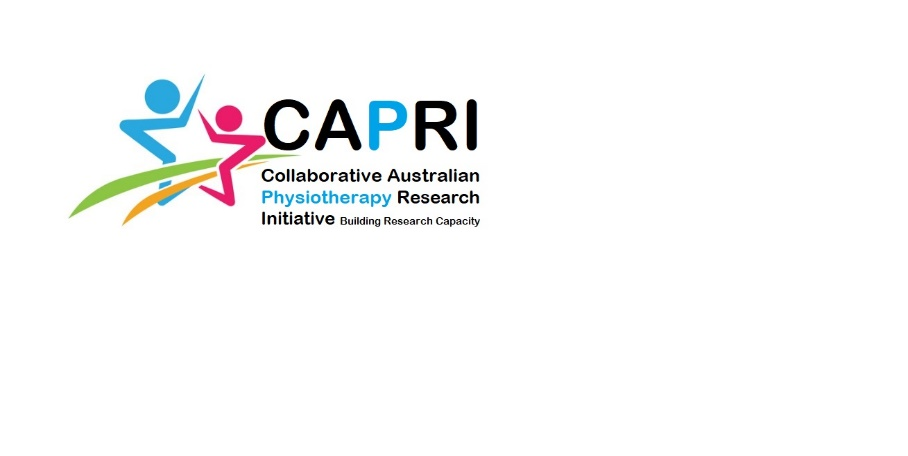 CAPRI
Collaborative Australian
Physiotherapy Research
Initiative Building Research Capacity